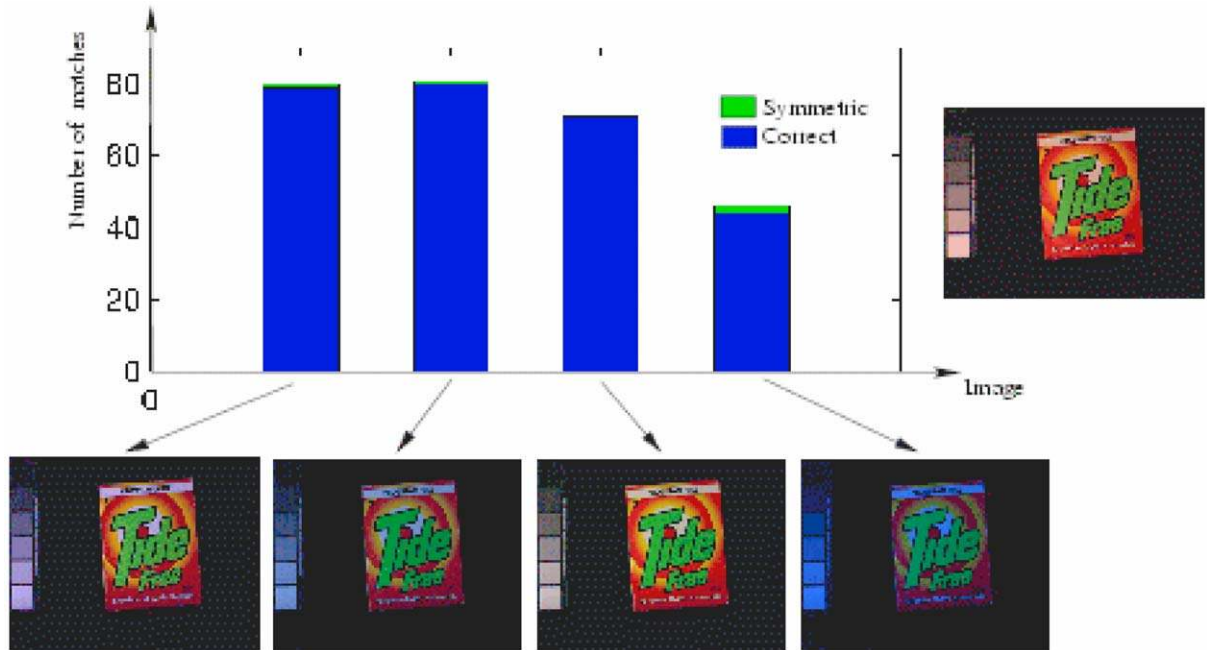 Number of matches
80
60
40
20
0
0
Symmetric
Correct
Image
Tide
Free
Tide
Free
Tide
Free
Tide
Free
Tide
Free